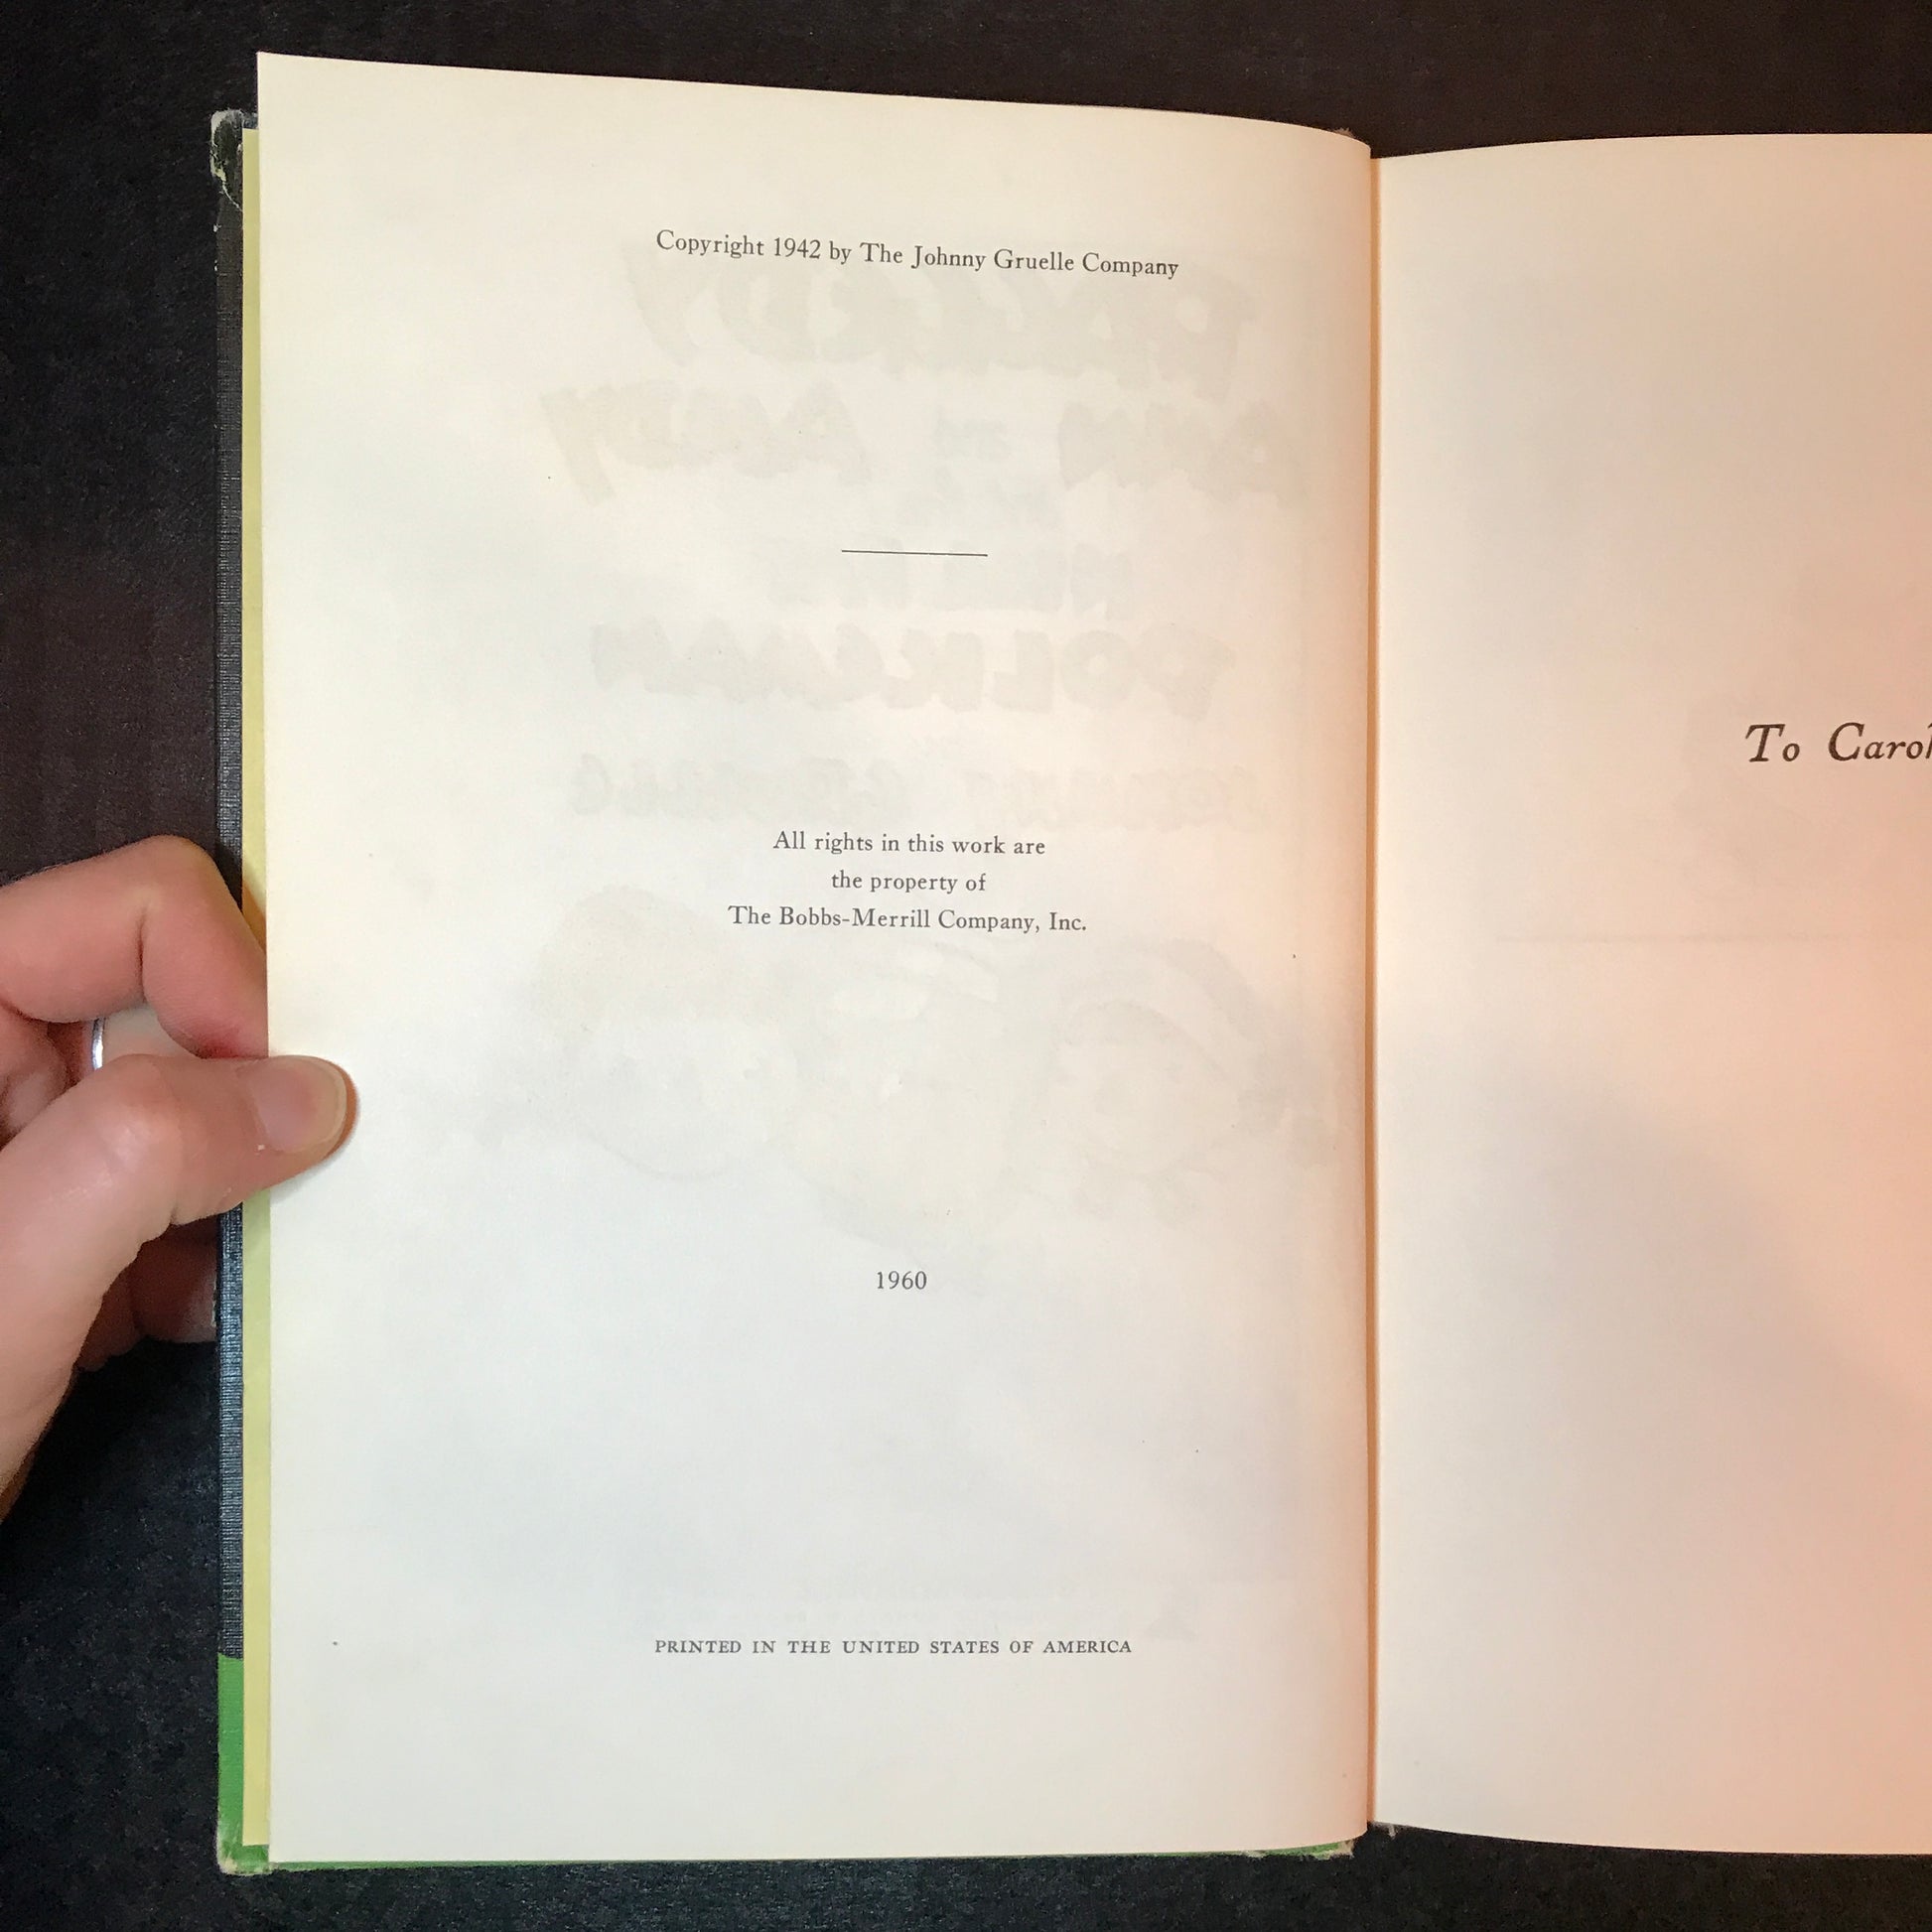 Copyright 1942 by The Johnny Gruelle Company
All rights in this work are
the property of
The Bobbs-Merrill Company, Inc.
1960
PRINTED IN THE UNITED STATES OF AMERICA
To